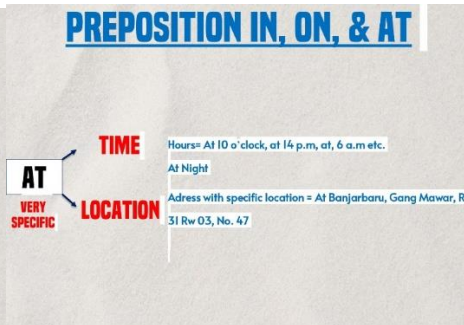 PREPOSITION IN, ON, & AT
TIME
Hours= At 10 o'clock, at 14 p.m, at, 6 a.m etc.
At Night
AT
VERY
SPECIFIC
LOCATION
Adress with specific location = At Banjarbaru, Gang Mawar, R
31 Rw 03, No. 47